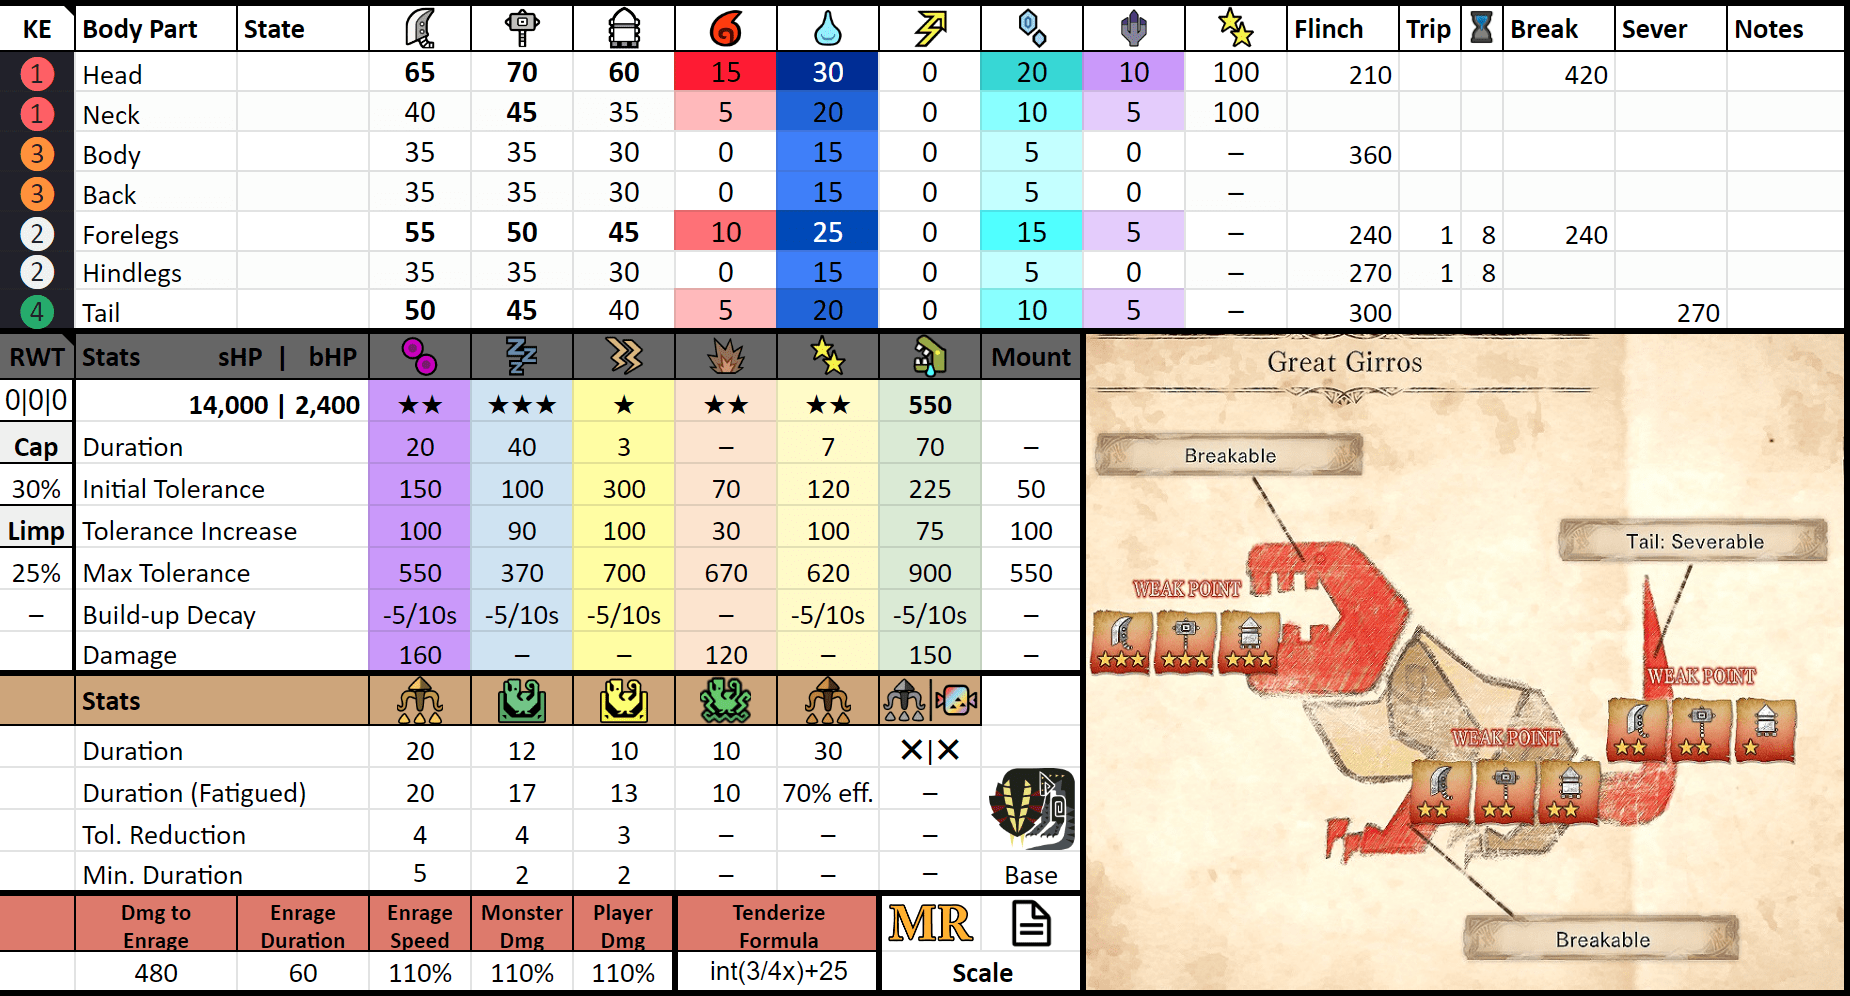 KE Body Part State Flinch Trip Break Sever Notes
1 Head 65 70 60 15 30 0 20 10 100 210 420
1 Neck 40 45 35 5 20 0 10 5 100
3 Body 35 35 30 0 15 0 5 0 – 360
3 Back 35 35 30 0 15 0 5 0 –
2 Forelegs 55 50 45 10 25 0 15 5 – 240 1 8 240
2 Hindlegs 35 35 30 0 15 0 5 0 – 270 1 8
4 Tail 50 45 40 5 20 0 10 5 – 300 270
RWT Stats sHP | bHP Mount
0|0|0 14,000 | 2,400 ★★ ★★★ ★ ★★ ★★ 550
Cap Duration 20 40 3 – 7 70 –
30% Initial Tolerance 150 100 300 70 120 225 50
Limp Tolerance Increase 100 90 100 30 100 75 100
25% Max Tolerance 550 370 700 670 620 900 550
– Build-up Decay -5/10s -5/10s -5/10s – -5/10s -5/10s –
Damage 160 – – 120 – 150 –
Stats
Duration 20 12 10 10 30 ✕|✕
Duration (Fatigued) 20 17 13 10 70% eff. –
Tol. Reduction 4 4 3 – – –
Min. Duration 5 2 2 – – – Base
Dmg to Enrage Enrage Duration Enrage Speed Monster Dmg Player Dmg Tenderize Formula MR
480 60 110% 110% 110% int(3/4x)+25 Scale
Great Girros
Breakable
Tail: Severable
WEAK POINT
WEAK POINT
WEAK POINT
Breakable